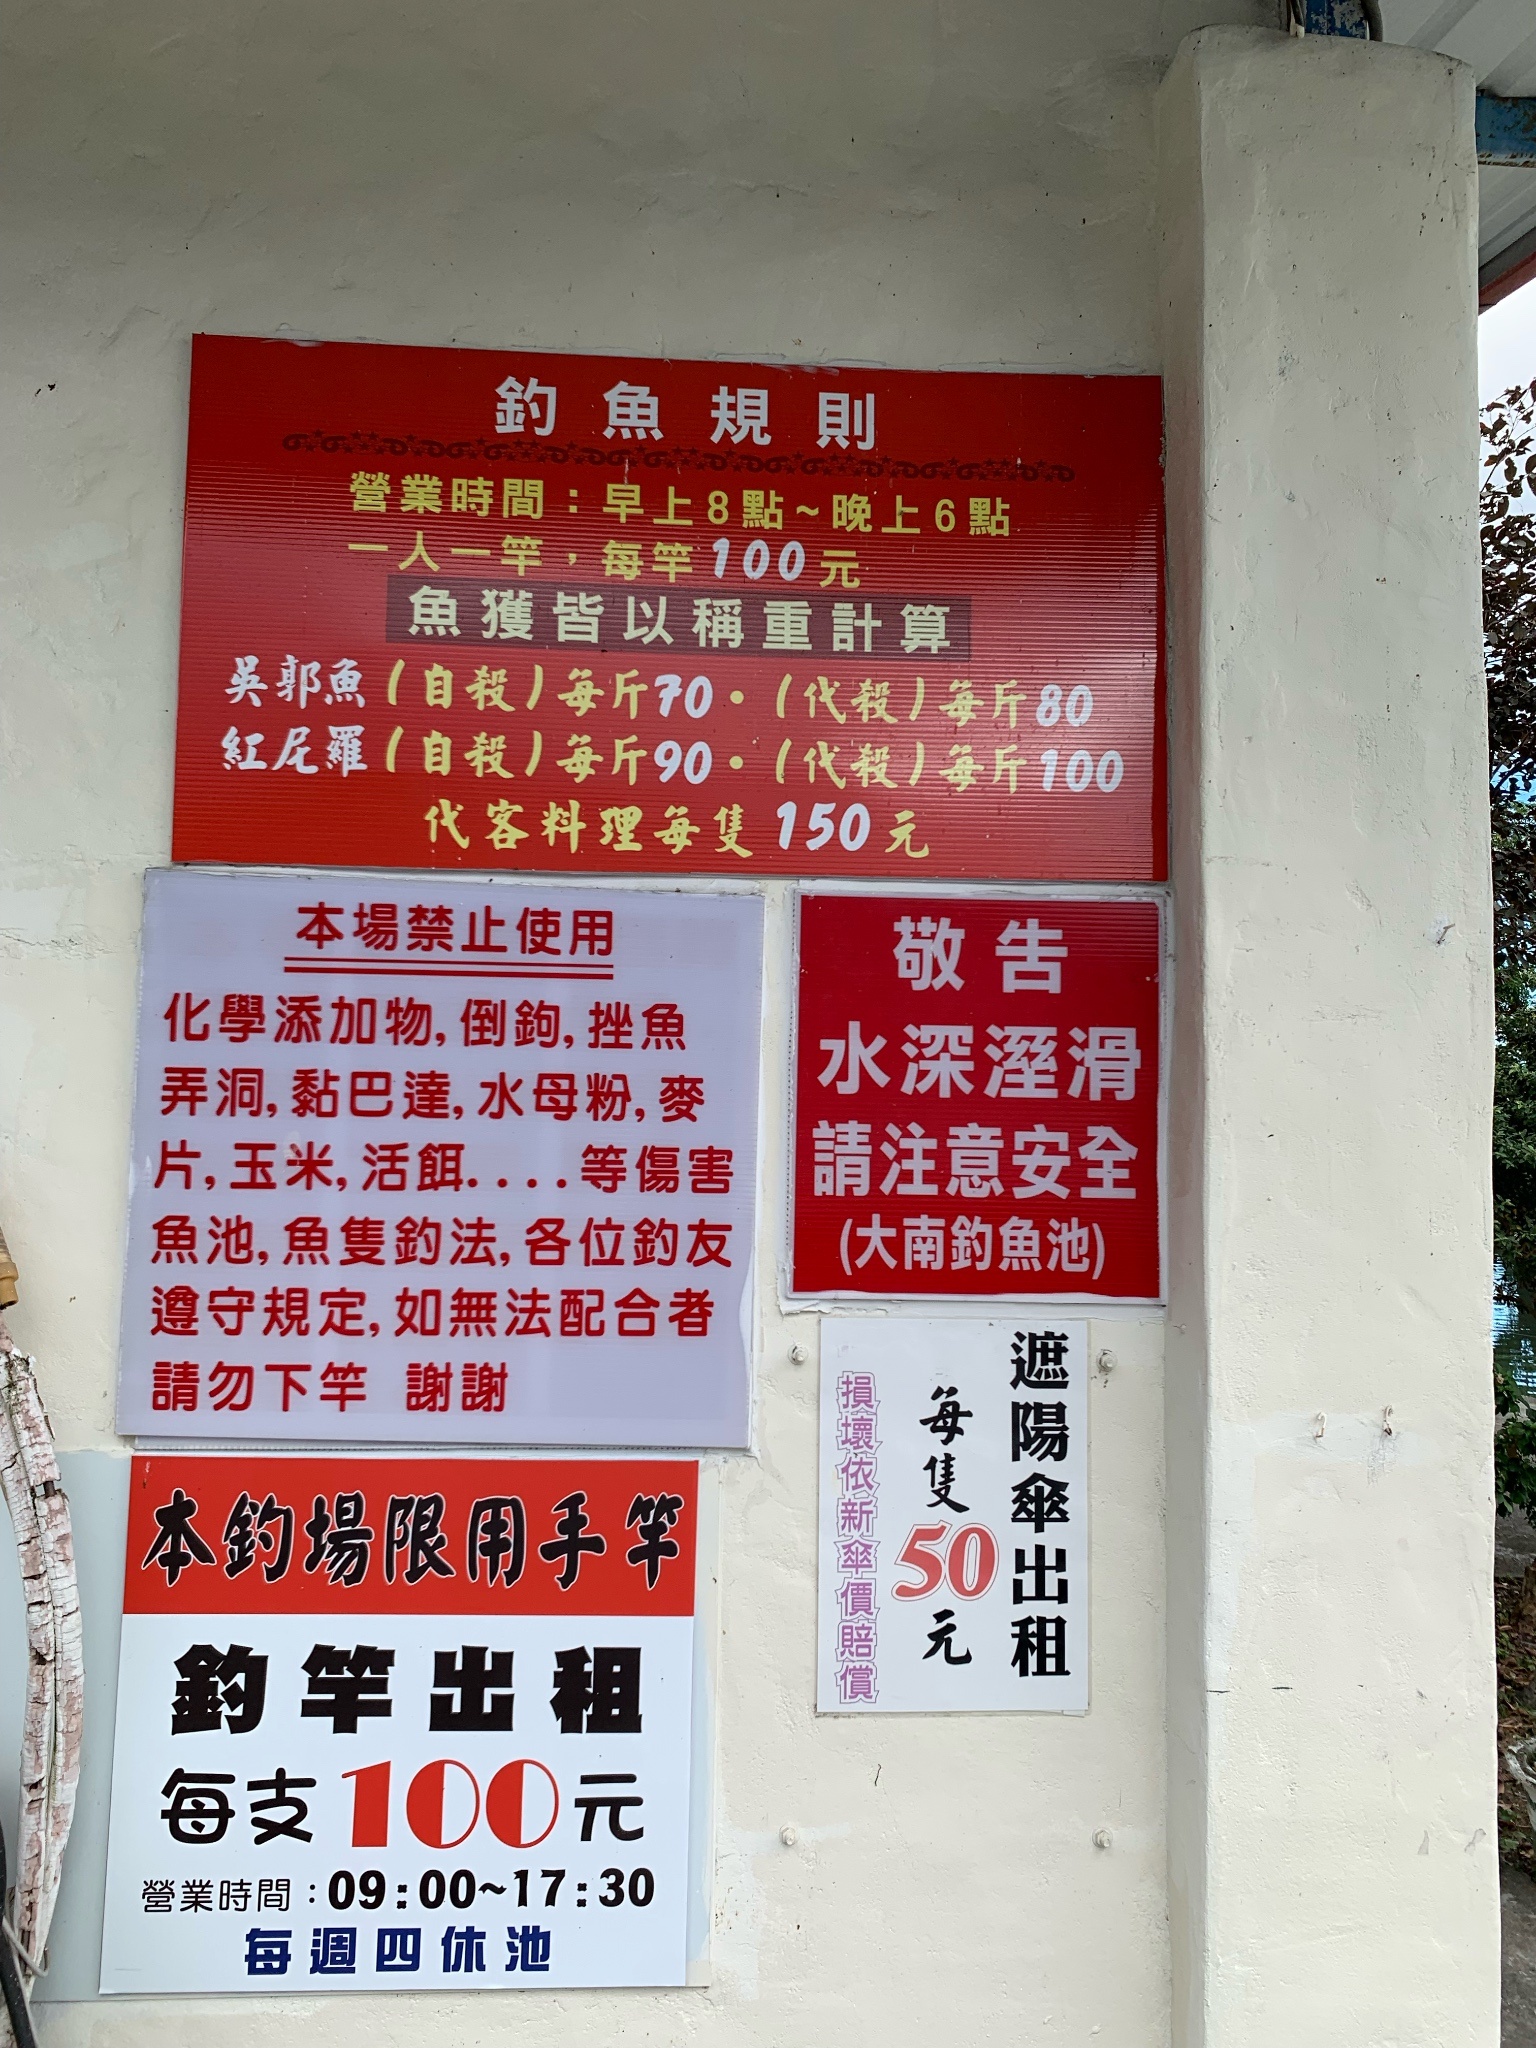 釣魚規則
營業時間：早上8點~晚上6點
一人一竿，每竿100元
魚獲皆以稱重計算
吳郭魚(自殺)每斤70·(代殺)每斤80
紅尼羅(自殺)每斤90·(代殺)每斤100
代客料理每隻150元
本場禁止使用
化學添加物,倒鉤,挫魚
弄洞,黏巴達,水母粉,麥
片,玉米,活餌....等傷害
魚池,魚隻釣法,各位釣友
遵守規定,如無法配合者
請勿下竿 謝謝
敬告
水深溼滑
請注意安全
(大南釣魚池)
遮陽傘出租
每隻50元
損壞依新傘價賠償
本釣場限用手竿
釣竿出租
每支100元
營業時間:09:00~17:30
每週四休池